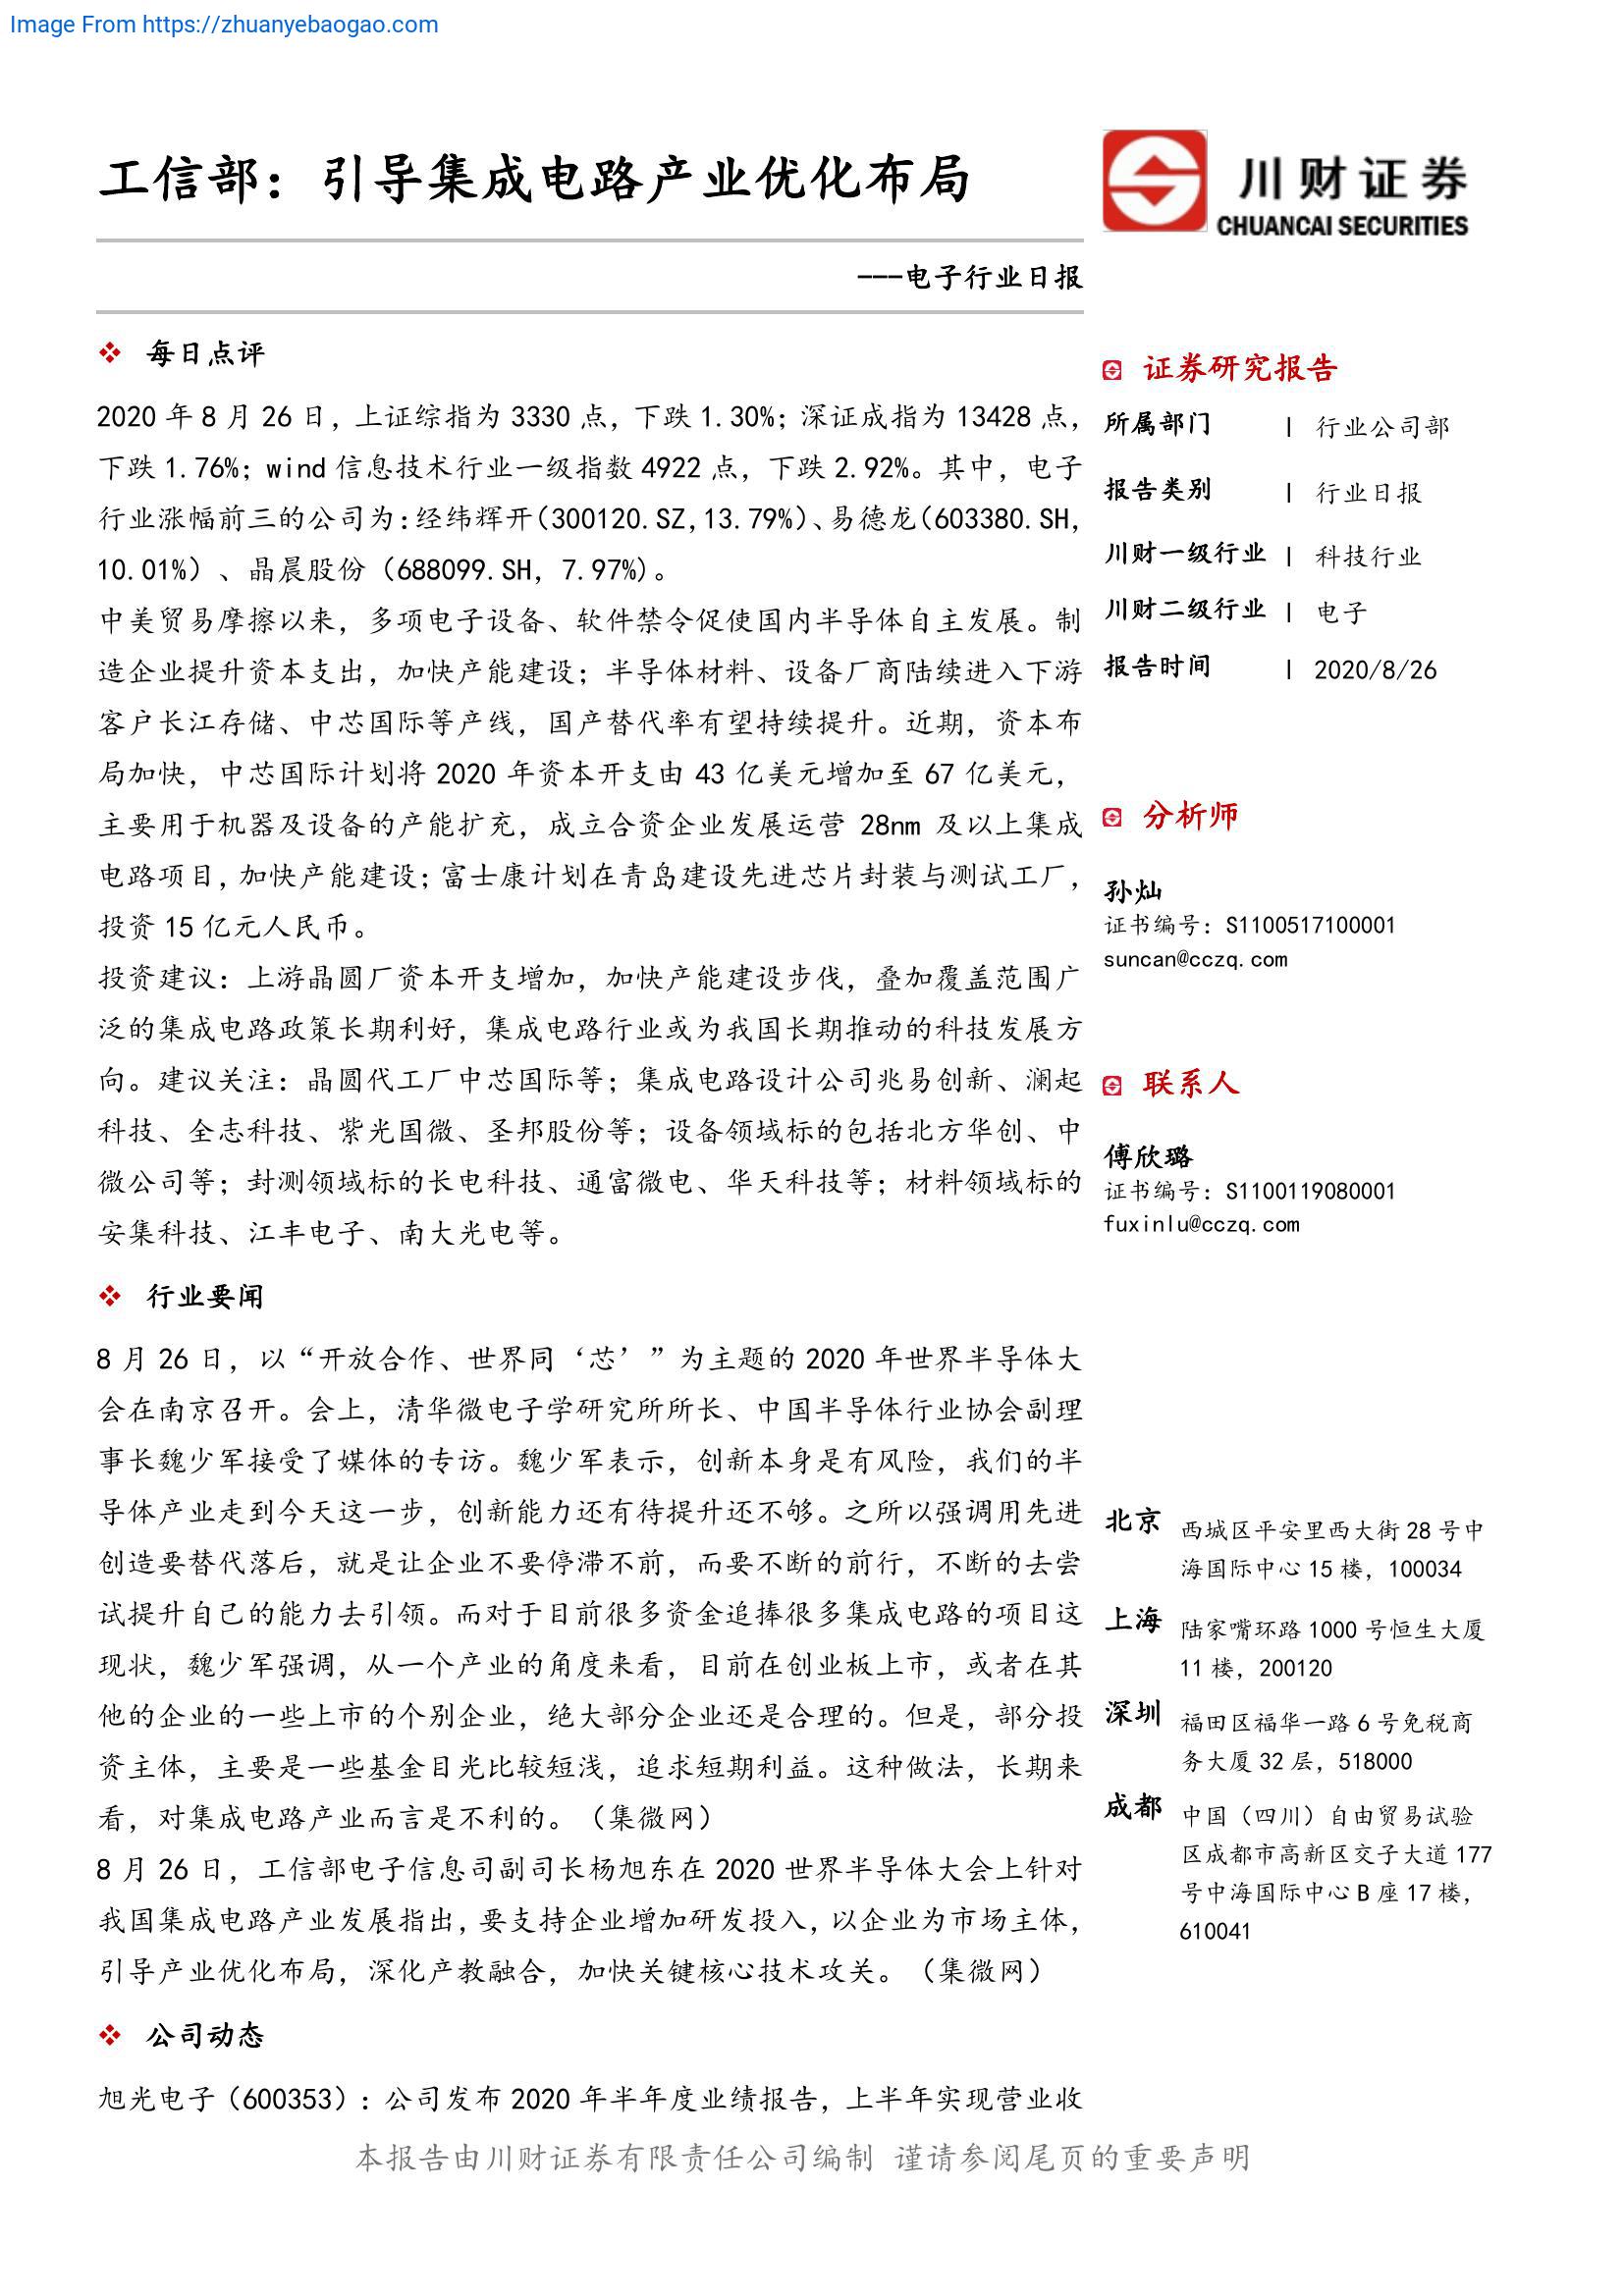 Image From https://zhuanyebaogao.com
工信部：引导集成电路产业优化布局
川财证券
CHUANCAI SECURITIES
---电子行业日报
每日点评
2020 年 8 月 26 日，上证综指为 3330 点，下跌 1.30%；深证成指为 13428 点，
下跌 1.76%；wind 信息技术行业一级指数 4922 点，下跌 2.92%。其中，电子
行业涨幅前三的公司为：经纬辉开（300120.SZ,13.79%）、易德龙（603380.SH,
10.01%）、晶晨股份（688099.SH，7.97%）。
中美贸易摩擦以来，多项电子设备、软件禁令促使国内半导体自主发展。制
造企业提升资本支出，加快产能建设；半导体材料、设备厂商陆续进入下游
客户长江存储、中芯国际等产线，国产替代率有望持续提升。近期，资本布
局加快，中芯国际计划将 2020 年资本开支由 43 亿美元增加至 67 亿美元，
主要用于机器及设备的产能扩充，成立合资企业发展运营 28nm 及以上集成
电路项目，加快产能建设；富士康计划在青岛建设先进芯片封装与测试工厂，
投资 15 亿元人民币。
投资建议：上游晶圆厂资本开支增加，加快产能建设步伐，叠加覆盖范围广
泛的集成电路政策长期利好，集成电路行业或为我国长期推动的科技发展方
向。建议关注：晶圆代工厂中芯国际等；集成电路设计公司兆易创新、澜起
科技、全志科技、紫光国微、圣邦股份等；设备领域标的包括北方华创、中
微公司等；封测领域标的长电科技、通富微电、华天科技等；材料领域标的
安集科技、江丰电子、南大光电等。
行业要闻
8 月 26 日，以“开放合作、世界同‘芯’”为主题的 2020 年世界半导体大
会在南京召开。会上，清华微电子学研究所所长、中国半导体行业协会副理
事长魏少军接受了媒体的专访。魏少军表示，创新本身是有风险，我们的半
导体产业走到今天这一步，创新能力还有待提升还不够。之所以强调用先进
创造要替代落后，就是让企业不要停滞不前，而要不断的前行，不断的去尝
试提升自己的能力去引领。而对于目前很多资金追捧很多集成电路的项目这
现状，魏少军强调，从一个产业的角度来看，目前在创业板上市，或者在其
他的企业的一些上市的个别企业，绝大部分企业还是合理的。但是，部分投
资主体，主要是一些基金目光比较短浅，追求短期利益。这种做法，长期来
看，对集成电路产业而言是不利的。（集微网）
8 月 26 日，工信部电子信息司副司长杨旭东在 2020 世界半导体大会上针对
我国集成电路产业发展指出，要支持企业增加研发投入，以企业为市场主体，
引导产业优化布局，深化产教融合，加快关键核心技术攻关。（集微网）
公司动态
旭光电子（600353）：公司发布 2020 年半年度业绩报告，上半年实现营业收
证券研究报告
所属部门 | 行业公司部
报告类别 | 行业日报
川财一级行业 | 科技行业
川财二级行业 | 电子
报告时间 | 2020/8/26
分析师
孙灿
证书编号：S1100517100001
suncan@cczq.com
联系人
傅欣璐
证书编号：S1100119080001
fuxinlu@cczq.com
北京 西城区平安里西大街 28 号中
海国际中心 15 楼，100034
上海 陆家嘴环路 1000 号恒生大厦
11 楼，200120
深圳 福田区福华一路 6 号免税商
务大厦 32 层，518000
成都 中国（四川）自由贸易试验
区成都市高新区交子大道 177
号中海国际中心 B 座 17 楼，
610041
本报告由川财证券有限责任公司编制 谨请参阅尾页的重要声明